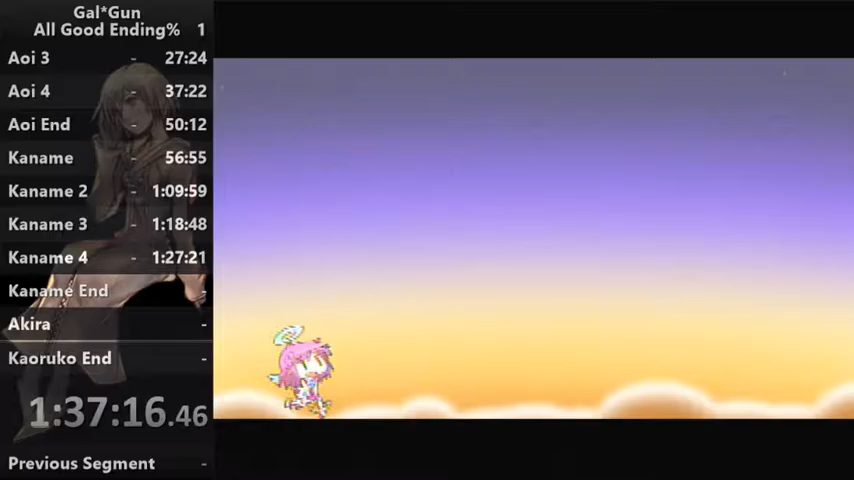 Gal*Gun
All Good Ending% 1
Aoi 3 - 27:24
Aoi 4 - 37:22
Aoi End - 50:12
Kaname - 56:55
Kaname 2 - 1:09:59
Kaname 3 - 1:18:48
Kaname 4 - 1:27:21
Kaname End -
Akira -
Kaoruko End -
1:37:16.46
Previous Segment -